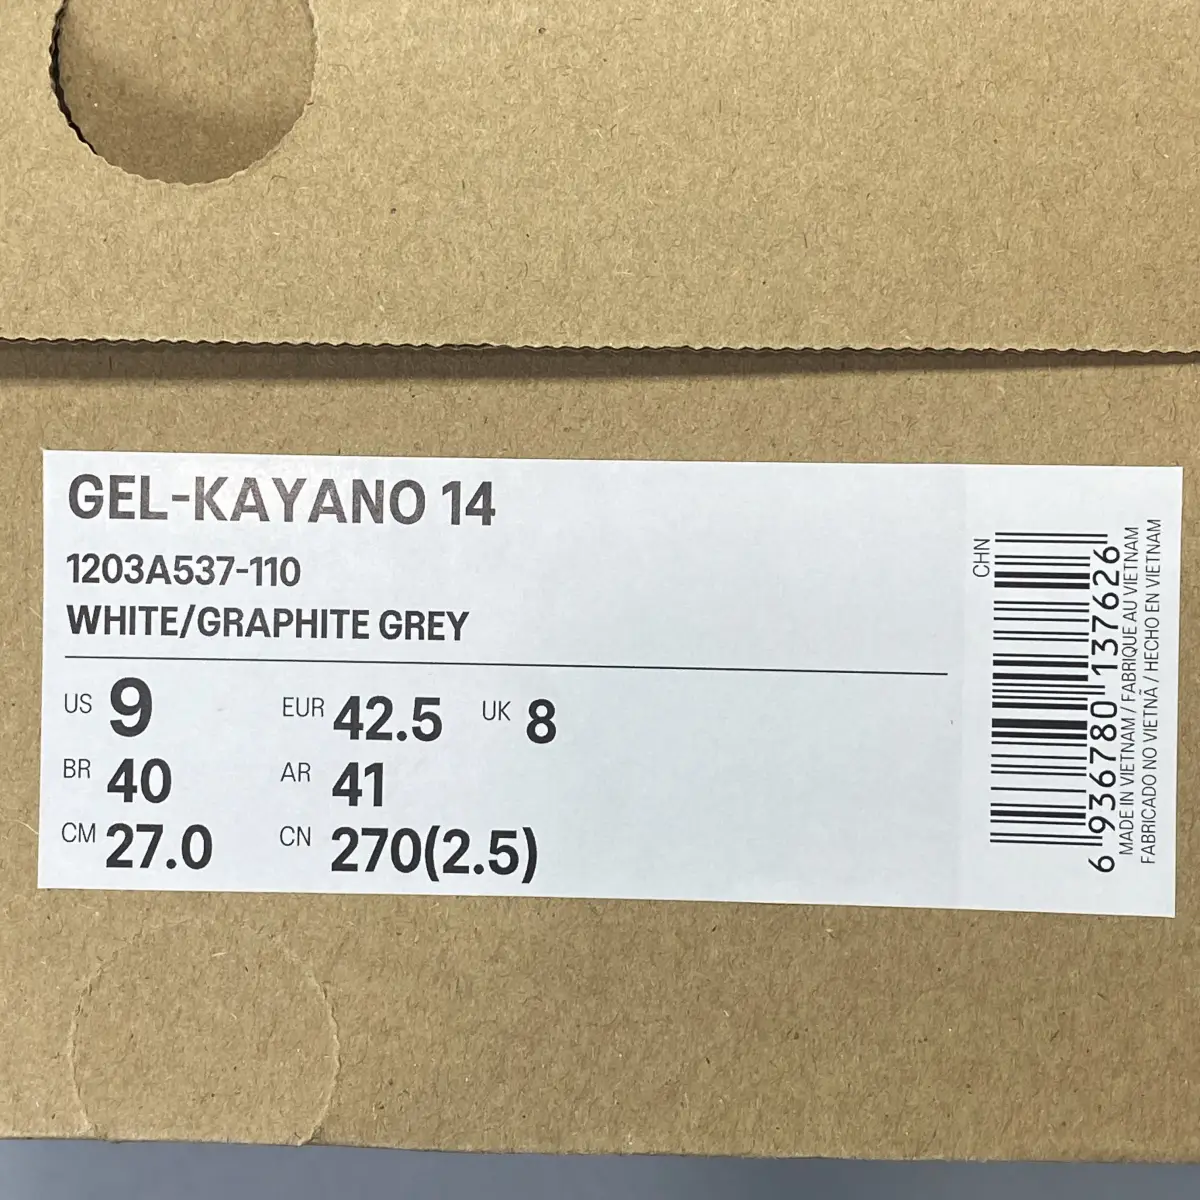 GEL-KAYANO 14
1203A537-110
WHITE/GRAPHITE GREY
US 9 EUR 42.5 UK 8
BR 40 AR 41
CM 27.0 CN 270(2.5)
CHN
6 936780 137626
MADE IN VIETNAM / FABRIQUE AU VIETNAM
FABRICADO NO VIETNÃ / HECHO EN VIETNAM